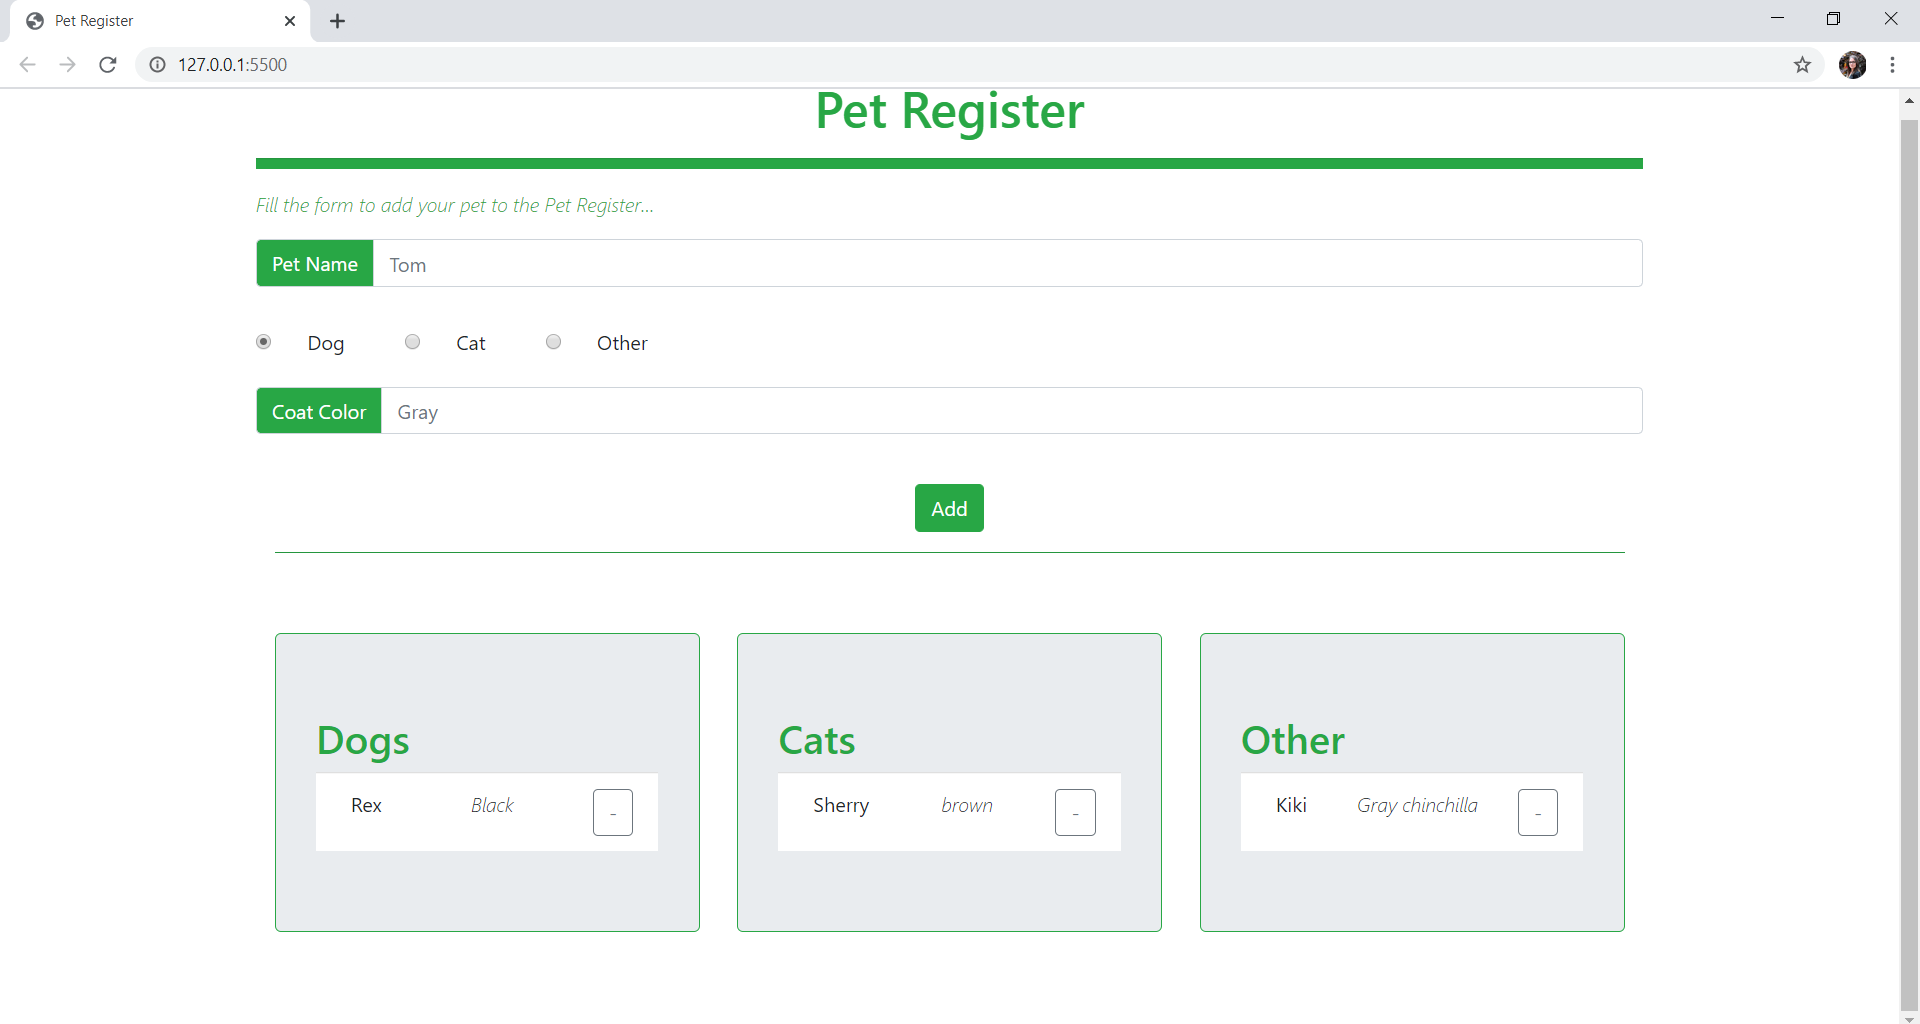 Pet Register
127.0.0.1:5500
Pet Register
Fill the form to add your pet to the Pet Register...
Pet Name Tom
Dog Cat Other
Coat Color Gray
Add
Dogs
Rex Black -
Cats
Sherry brown -
Other
Kiki Gray chinchilla -